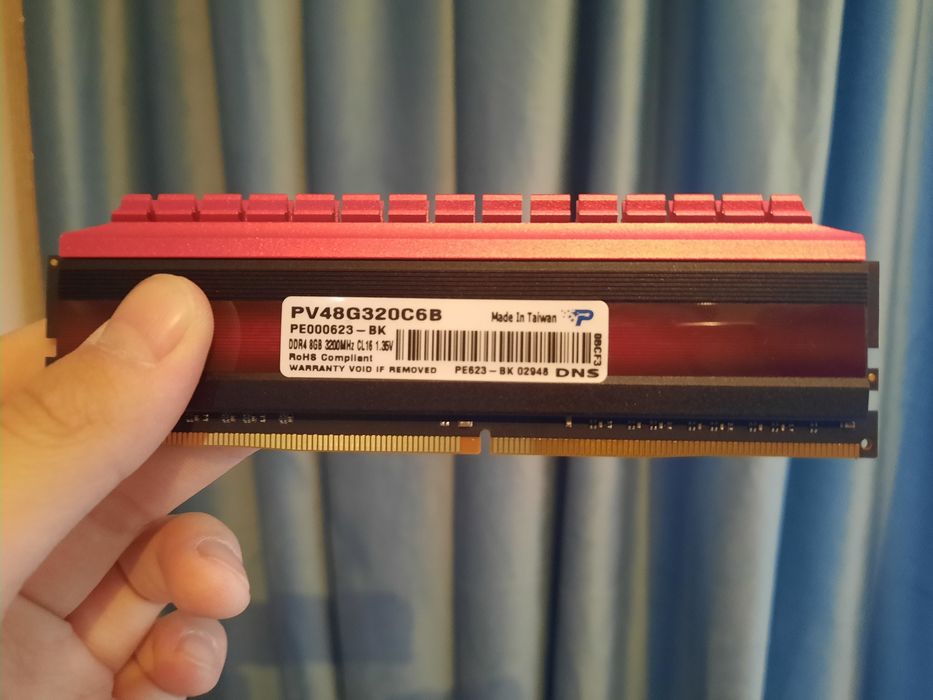 PV48G320C6B
Made In Taiwan P
PE000623-BK
DDR4 8GB 3200MHz CL16 1.35V
RoHS Compliant
WARRANTY VOID IF REMOVED
PE623-BK 02948 DNS